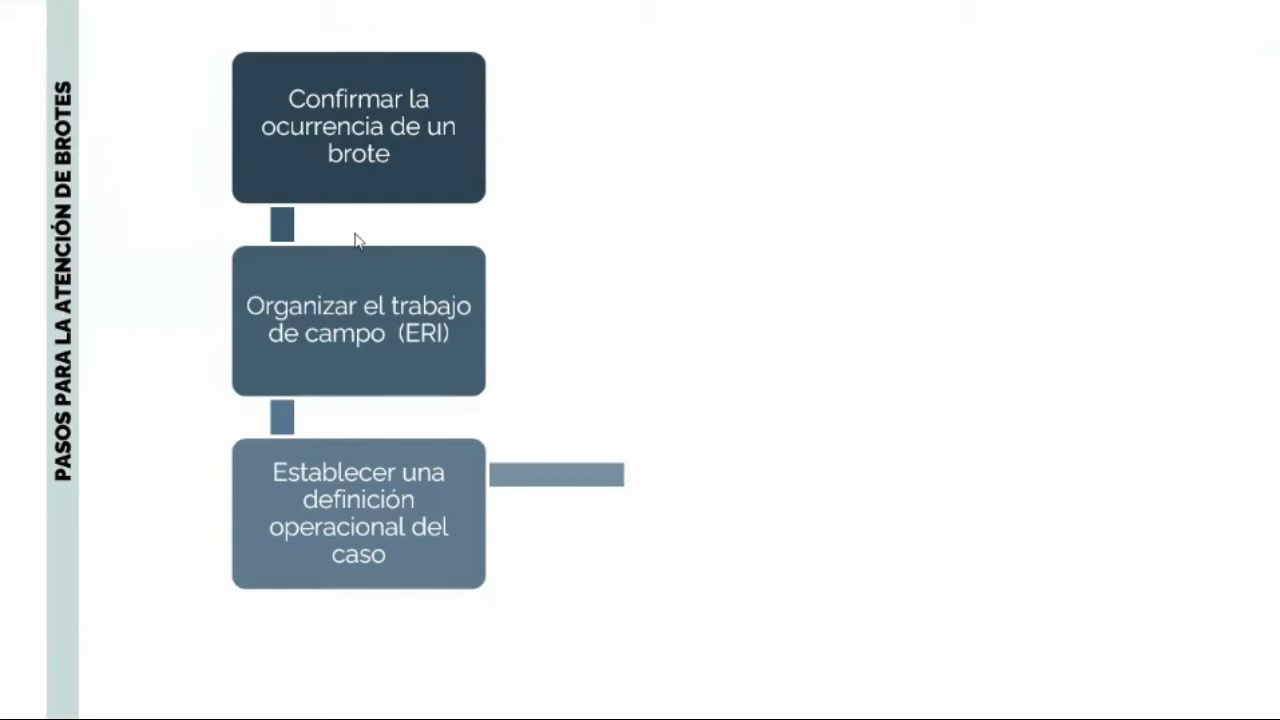 PASOS PARA LA ATENCIÓN DE BROTES
Confirmar la
ocurrencia de un
brote
Organizar el trabajo
de campo (ERI)
Establecer una
definición
operacional del
caso